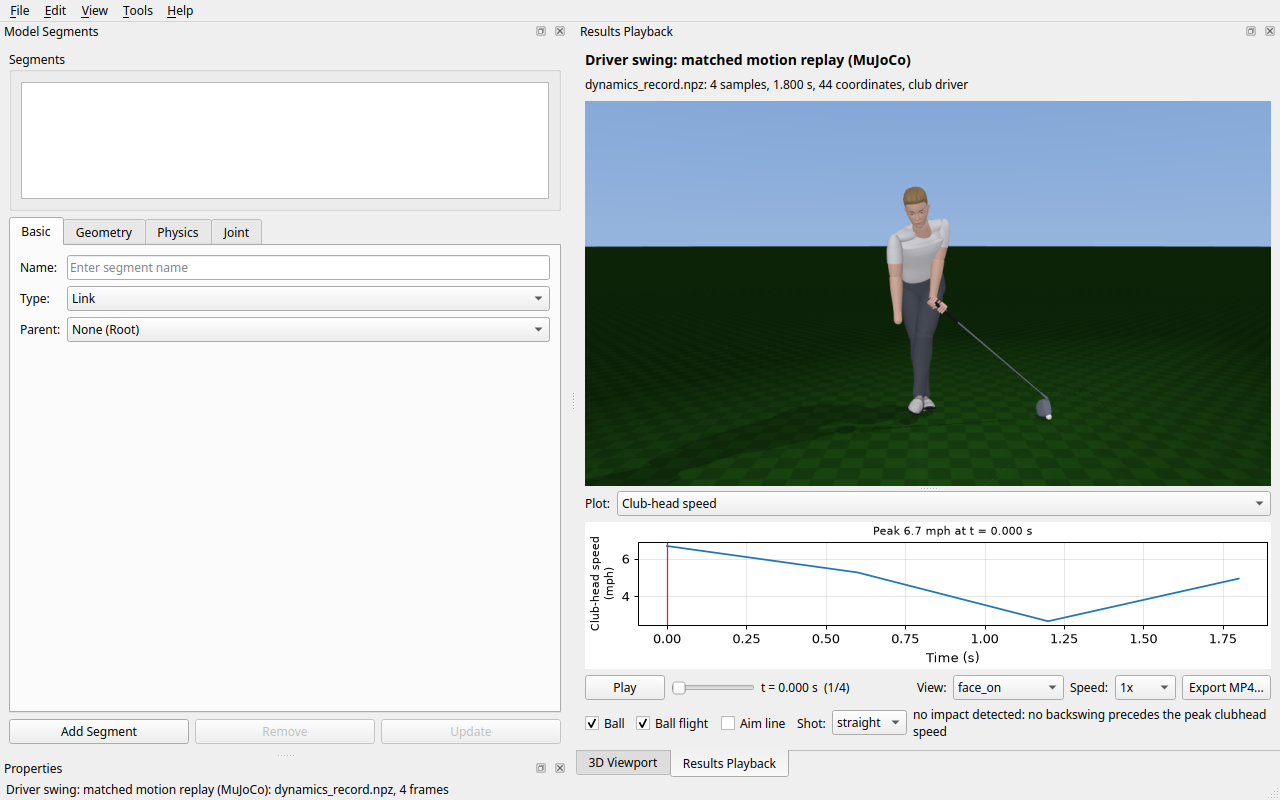 File Edit View Tools Help
Model Segments
Segments
Basic Geometry Physics Joint
Name: Enter segment name
Type: Link
Parent: None (Root)
Add Segment Remove Update
Properties
Driver swing: matched motion replay (MuJoCo): dynamics_record.npz, 4 frames
Results Playback
Driver swing: matched motion replay (MuJoCo)
dynamics_record.npz: 4 samples, 1.800 s, 44 coordinates, club driver
Plot: Club-head speed
Peak 6.7 mph at t = 0.000 s
Club-head speed
(mph)
6
4
0.00 0.25 0.50 0.75 1.00 1.25 1.50 1.75
Time (s)
Play t = 0.000 s (1/4) View: face_on Speed: 1x Export MP4...
Ball Ball flight Aim line Shot: straight no impact detected: no backswing precedes the peak clubhead
speed
3D Viewport Results Playback